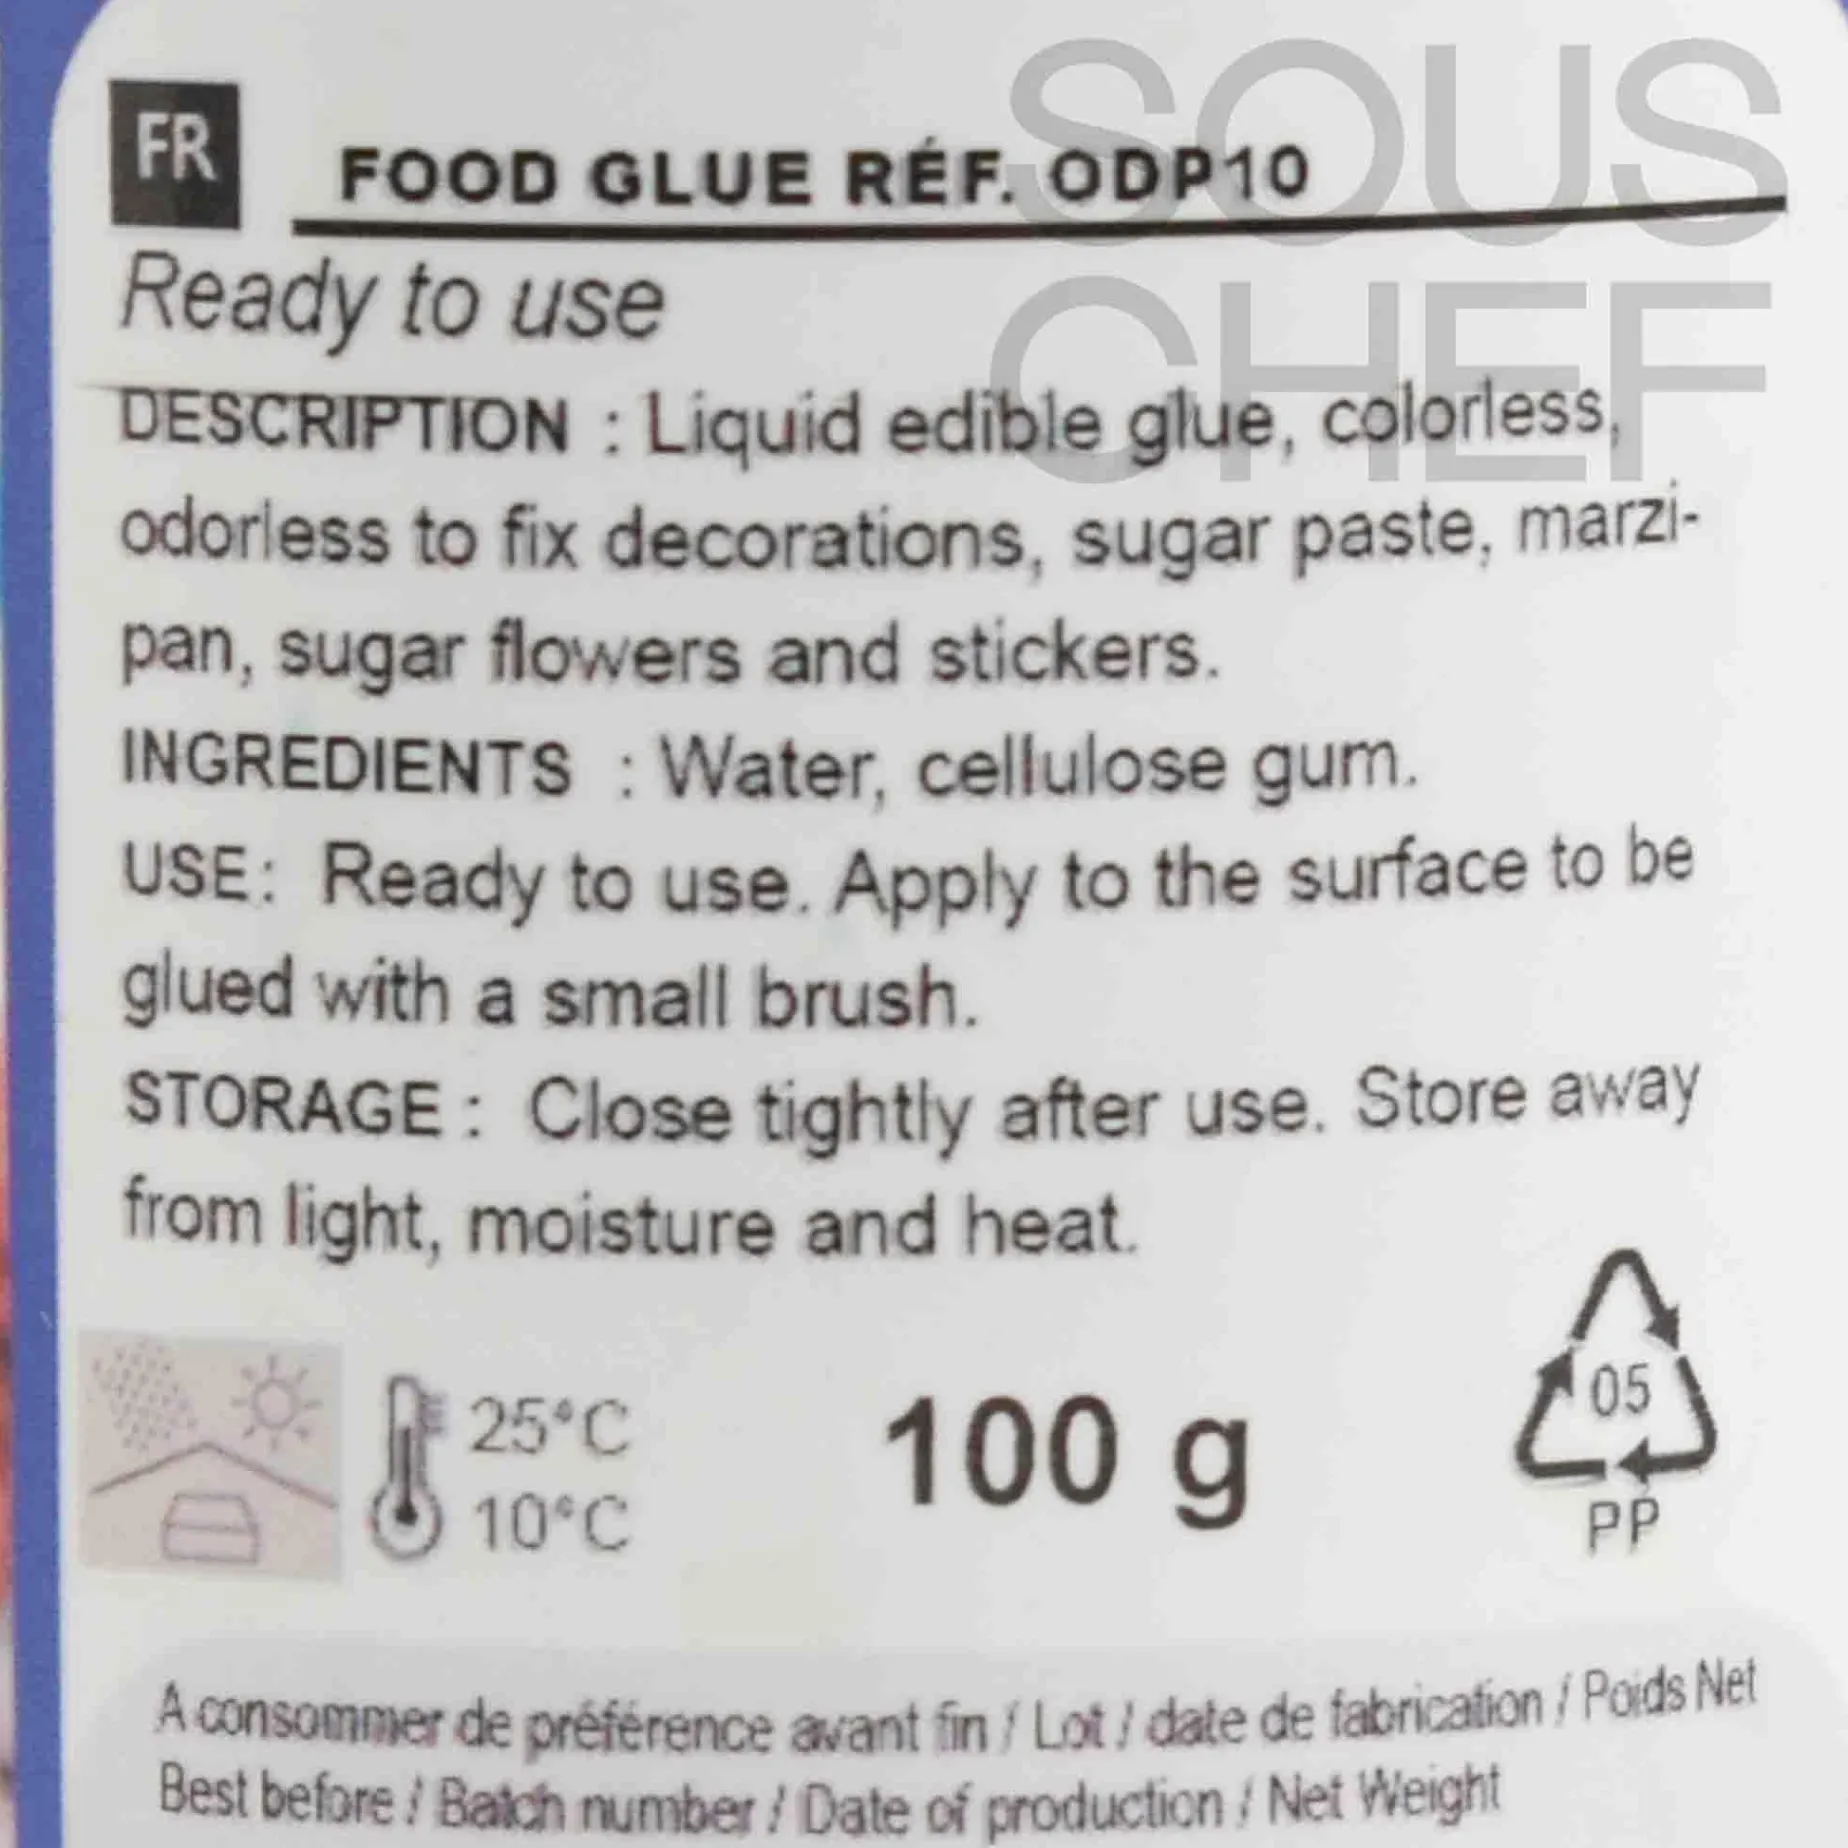 SOUS
CHEF
FR
FOOD GLUE RÉF. ODP10
Ready to use
DESCRIPTION : Liquid edible glue, colorless,
odorless to fix decorations, sugar paste, marzi-
pan, sugar flowers and stickers.
INGREDIENTS : Water, cellulose gum.
USE: Ready to use. Apply to the surface to be
glued with a small brush.
STORAGE : Close tightly after use. Store away
from light, moisture and heat.
25°C
10°C
100 g
05
PP
A consommer de préférence avant fin / Lot / date de fabrication / Poids Net
Best before / Batch number / Date of production / Net Weight